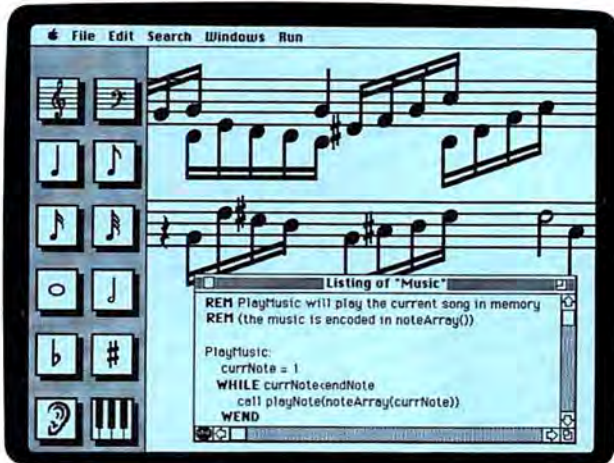 File Edit Search Windows Run
Listing of "Music"
REM PlayMusic will play the current song in memory
REM (the music is encoded in noteArray())
PlayMusic:
currNote = 1
WHILE currNote<endNote
call playNote(noteArray(currNote))
WEND